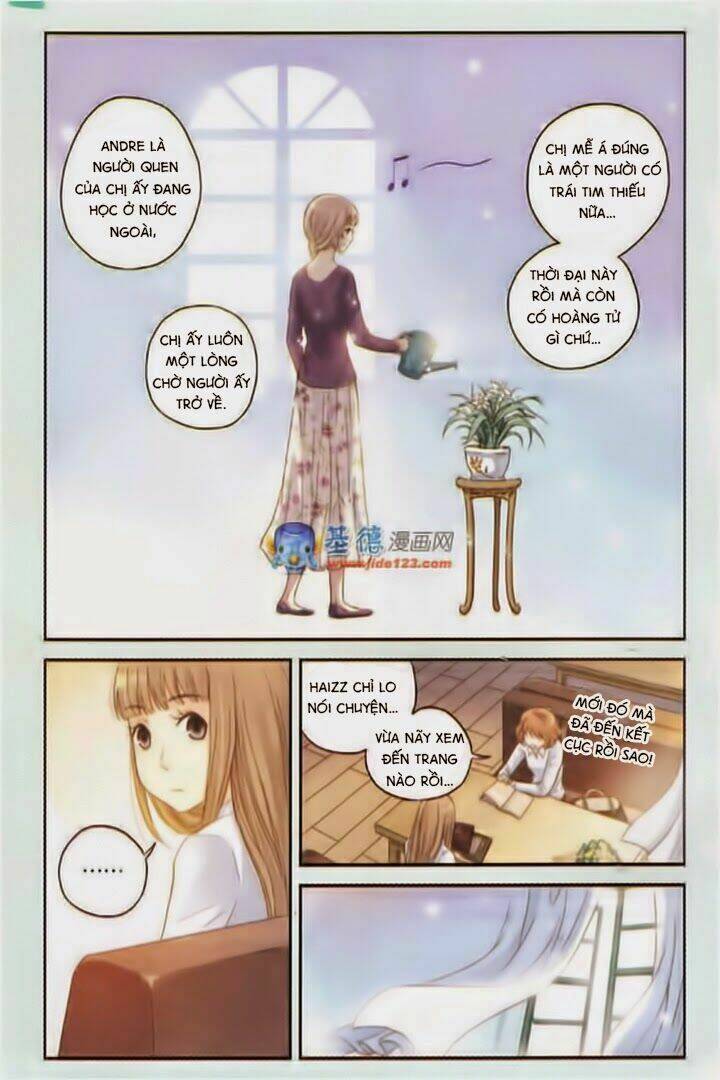 ANDRE LÀ
NGƯỜI QUEN
CỦA CHỊ ẤY ĐANG
HỌC Ở NƯỚC
NGOÀI,
CHỊ MỄ Á ĐÚNG
LÀ MỘT NGƯỜI CÓ
TRÁI TIM THIẾU
NỮA...
THỜI ĐẠI NÀY
RỒI MÀ CÒN
CÓ HOÀNG TỬ
GÌ CHỨ...
CHỊ ẤY LUÔN
MỘT LÒNG
CHỜ NGƯỜI ẤY
TRỞ VỀ.
基德漫画网
www.jide123.com
HAIZZ CHỈ LO
NÓI CHUYỆN...
VỪA NÃY XEM
ĐẾN TRANG
NÀO RỒI...
MỚI ĐÓ MÀ
ĐÃ ĐẾN KẾT
CỤC RỒI SAO!
......